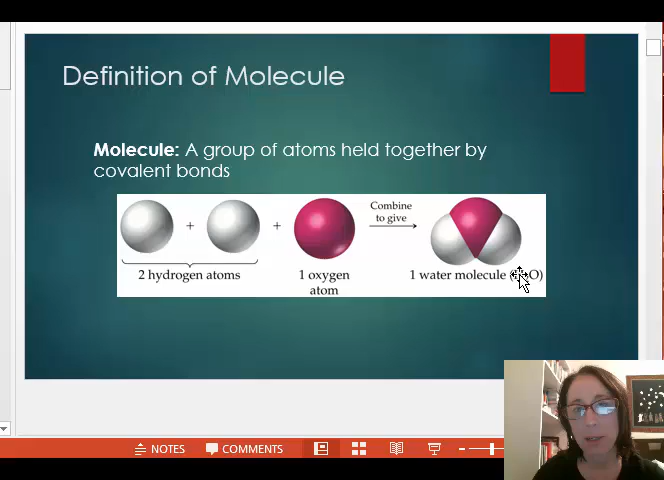 Definition of Molecule
Molecule: A group of atoms held together by
covalent bonds
+ +
Combine
to give
2 hydrogen atoms
1 oxygen
atom
1 water molecule
NOTES COMMENTS